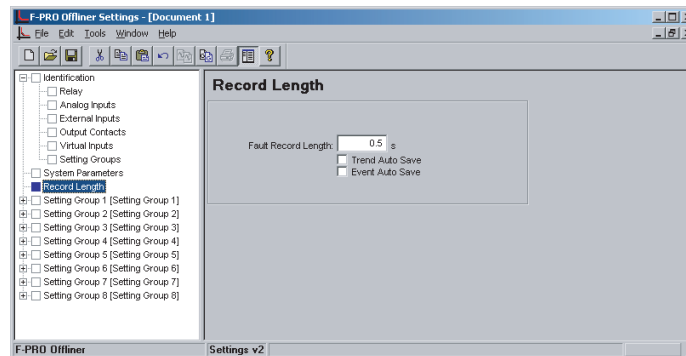 F-PRO Offliner Settings - [Document 1]
File Edit Tools Window Help
Identification
Relay
Analog Inputs
External Inputs
Output Contacts
Virtual Inputs
Setting Groups
System Parameters
Record Length
Setting Group 1 [Setting Group 1]
Setting Group 2 [Setting Group 2]
Setting Group 3 [Setting Group 3]
Setting Group 4 [Setting Group 4]
Setting Group 5 [Setting Group 5]
Setting Group 6 [Setting Group 6]
Setting Group 7 [Setting Group 7]
Setting Group 8 [Setting Group 8]
Record Length
Fault Record Length: 0.5 s
Trend Auto Save
Event Auto Save
F-PRO Offliner Settings v2